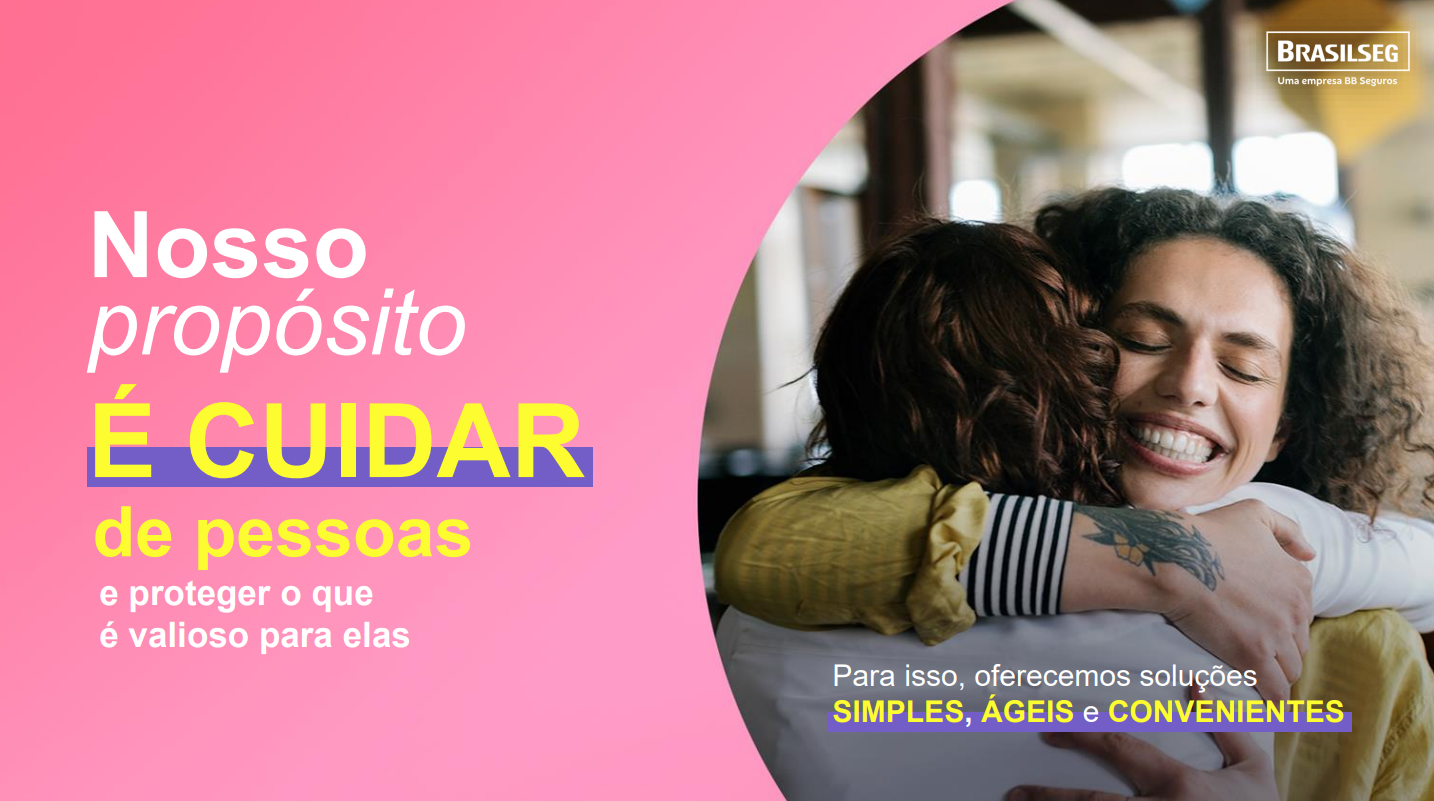 Nosso
propósito
É CUIDAR
de pessoas
e proteger o que
é valioso para elas
BRASILSEG
Uma empresa BB Seguros
Para isso, oferecemos soluções
SIMPLES, ÁGEIS e CONVENIENTES